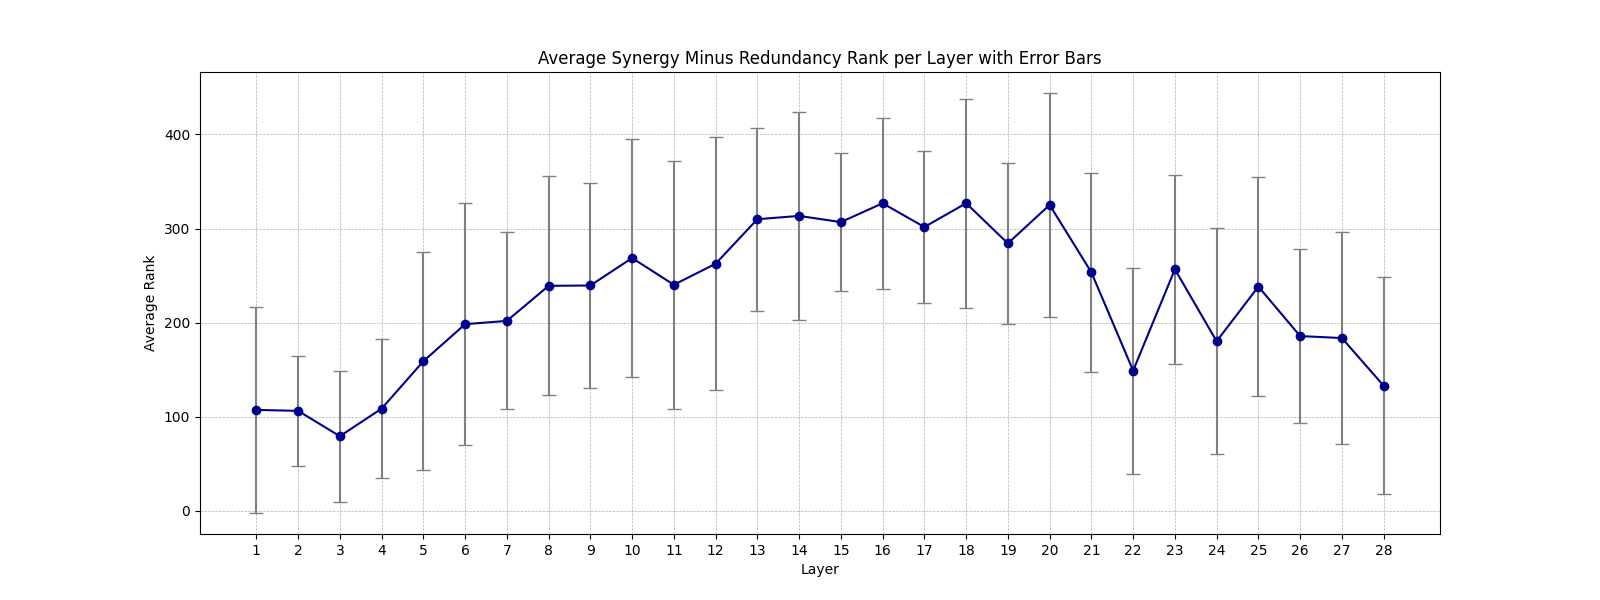 Average Synergy Minus Redundancy Rank per Layer with Error Bars
Average Rank
400
300
200
100
0
1 2 3 4 5 6 7 8 9 10 11 12 13 14 15 16 17 18 19 20 21 22 23 24 25 26 27 28
Layer